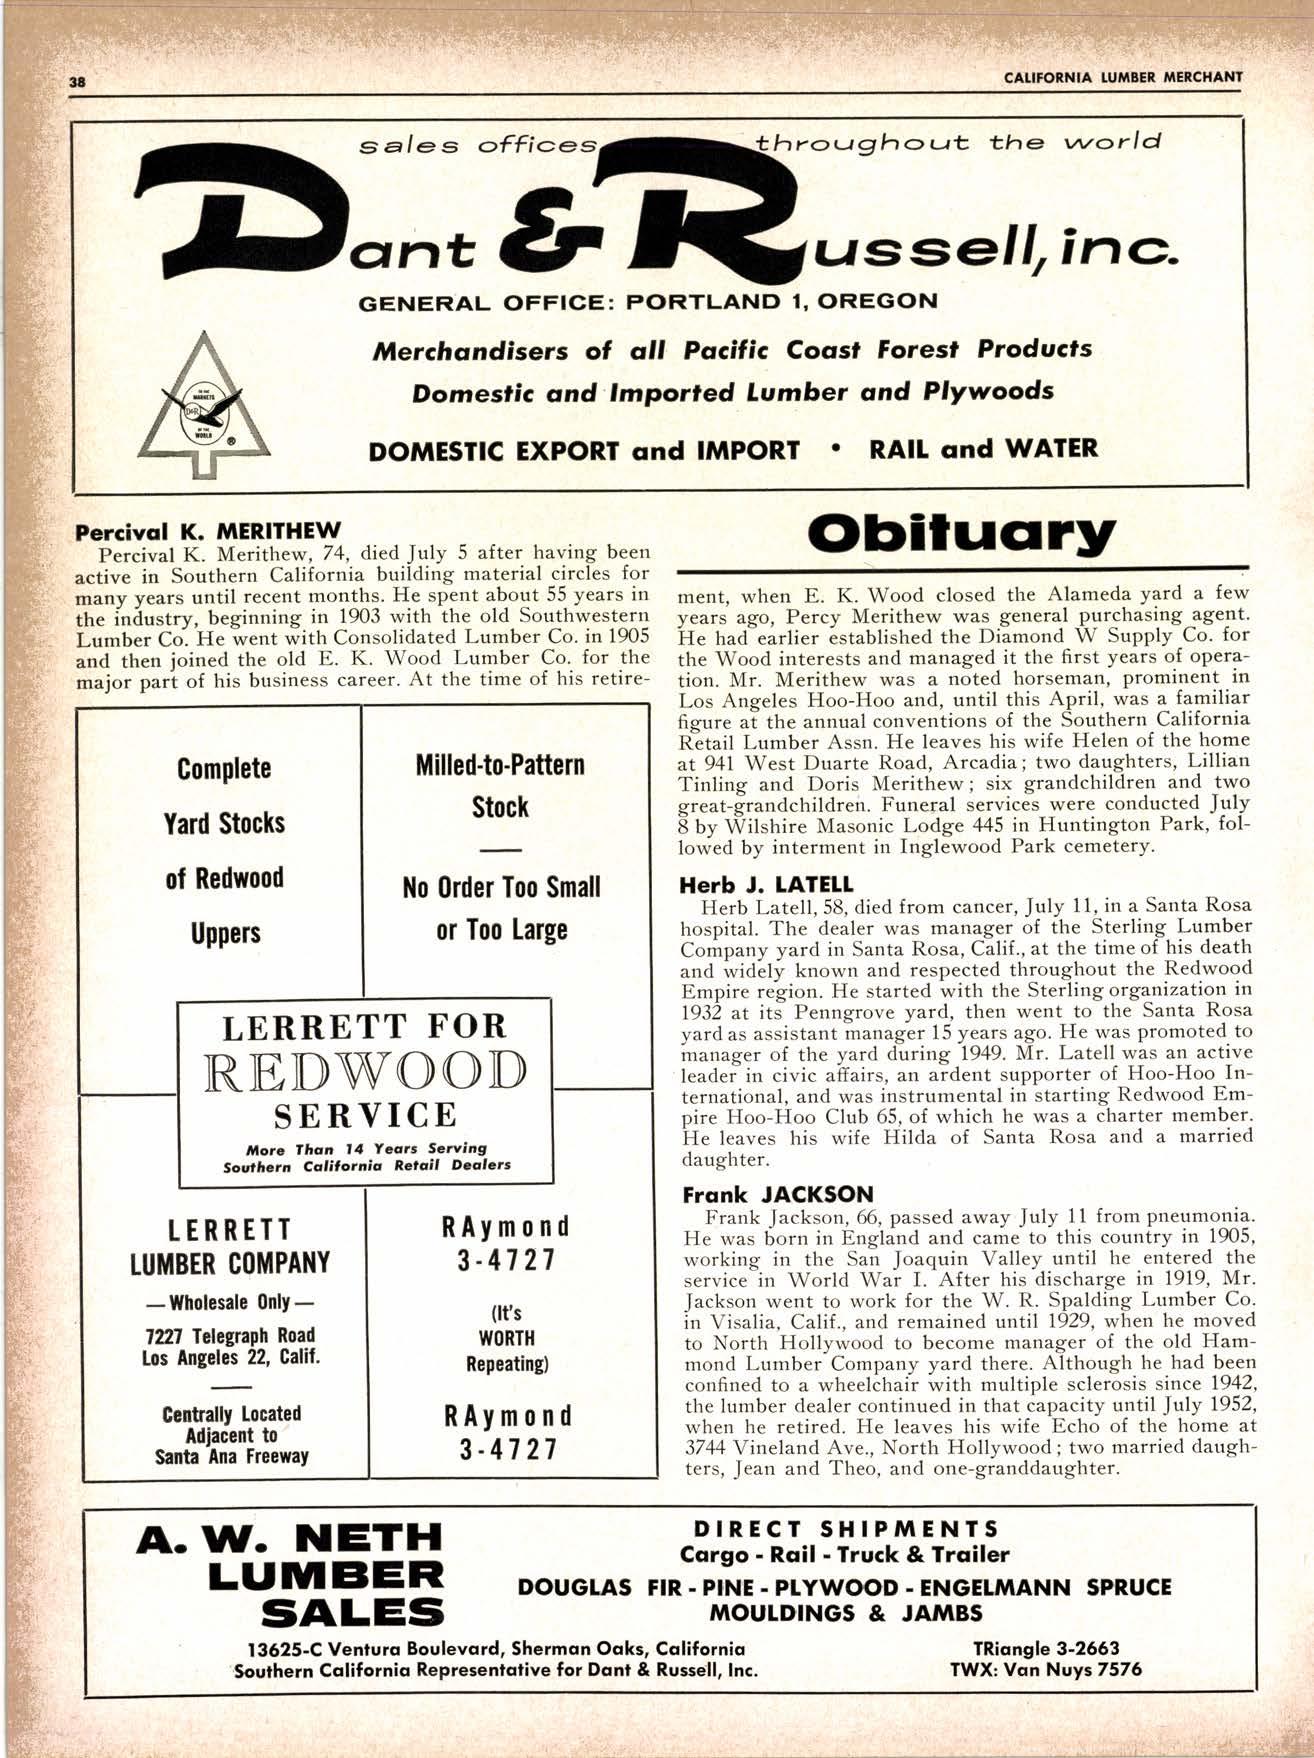 38
CALIFORNIA LUMBER MERCHANT
sales offices throughout the world
Dant & Russell, inc.
GENERAL OFFICE: PORTLAND 1, OREGON
Merchandisers of all Pacific Coast Forest Products
Domestic and Imported Lumber and Plywoods
DOMESTIC EXPORT and IMPORT • RAIL and WATER
TO THE
MARKETS
D&R
OF THE
WORLD
®
Percival K. MERITHEW
Percival K. Merithew, 74, died July 5 after having been
active in Southern California building material circles for
many years until recent months. He spent about 55 years in
the industry, beginning in 1903 with the old Southwestern
Lumber Co. He went with Consolidated Lumber Co. in 1905
and then joined the old E. K. Wood Lumber Co. for the
major part of his business career. At the time of his retire-
Obituary
ment, when E. K. Wood closed the Alameda yard a few
years ago, Percy Merithew was general purchasing agent.
He had earlier established the Diamond W Supply Co. for
the Wood interests and managed it the first years of opera-
tion. Mr. Merithew was a noted horseman, prominent in
Los Angeles Hoo-Hoo and, until this April, was a familiar
figure at the annual conventions of the Southern California
Retail Lumber Assn. He leaves his wife Helen of the home
at 941 West Duarte Road, Arcadia; two daughters, Lillian
Tinling and Doris Merithew; six grandchildren and two
great-grandchildren. Funeral services were conducted July
8 by Wilshire Masonic Lodge 445 in Huntington Park, fol-
lowed by interment in Inglewood Park cemetery.
Herb J. LATELL
Herb Latell, 58, died from cancer, July 11, in a Santa Rosa
hospital. The dealer was manager of the Sterling Lumber
Company yard in Santa Rosa, Calif., at the time of his death
and widely known and respected throughout the Redwood
Empire region. He started with the Sterling organization in
1932 at its Penngrove yard, then went to the Santa Rosa
yard as assistant manager 15 years ago. He was promoted to
manager of the yard during 1949. Mr. Latell was an active
leader in civic affairs, an ardent supporter of Hoo-Hoo In-
ternational, and was instrumental in starting Redwood Em-
pire Hoo-Hoo Club 65, of which he was a charter member.
He leaves his wife Hilda of Santa Rosa and a married
daughter.
Frank JACKSON
Frank Jackson, 66, passed away July 11 from pneumonia.
He was born in England and came to this country in 1905,
working in the San Joaquin Valley until he entered the
service in World War I. After his discharge in 1919, Mr.
Jackson went to work for the W. R. Spalding Lumber Co.
in Visalia, Calif., and remained until 1929, when he moved
to North Hollywood to become manager of the old Ham-
mond Lumber Company yard there. Although he had been
confined to a wheelchair with multiple sclerosis since 1942,
the lumber dealer continued in that capacity until July 1952,
when he retired. He leaves his wife Echo of the home at
3744 Vineland Ave., North Hollywood; two married daugh-
ters, Jean and Theo, and one-granddaughter.
Complete
Yard Stocks
of Redwood
Uppers
Milled-to-Pattern
Stock
No Order Too Small
or Too Large
LERRETT FOR
REDWOOD
SERVICE
More Than 14 Years Serving
Southern California Retail Dealers
LERRETT
LUMBER COMPANY
— Wholesale Only —
7227 Telegraph Road
Los Angeles 22, Calif.
Centrally Located
Adjacent to
Santa Ana Freeway
RAymond
3-4727
(It's
WORTH
Repeating)
RAymond
3-4727
A. W. NETH
LUMBER
SALES
DIRECT SHIPMENTS
Cargo - Rail - Truck & Trailer
DOUGLAS FIR - PINE - PLYWOOD - ENGELMANN SPRUCE
MOULDINGS & JAMBS
13625-C Ventura Boulevard, Sherman Oaks, California
Southern California Representative for Dant & Russell, Inc.
TRiangle 3-2663
TWX: Van Nuys 7576